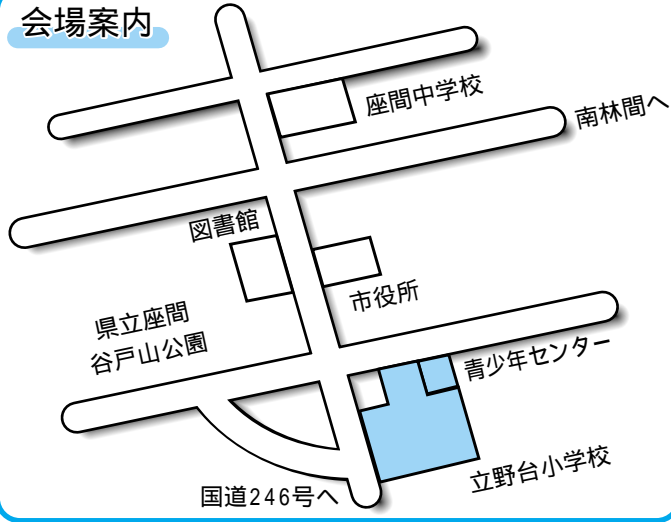 会場案内
座間中学校
南林間へ
図書館
市役所
県立座間
谷戸山公園
青少年センター
立野台小学校
国道246号へ